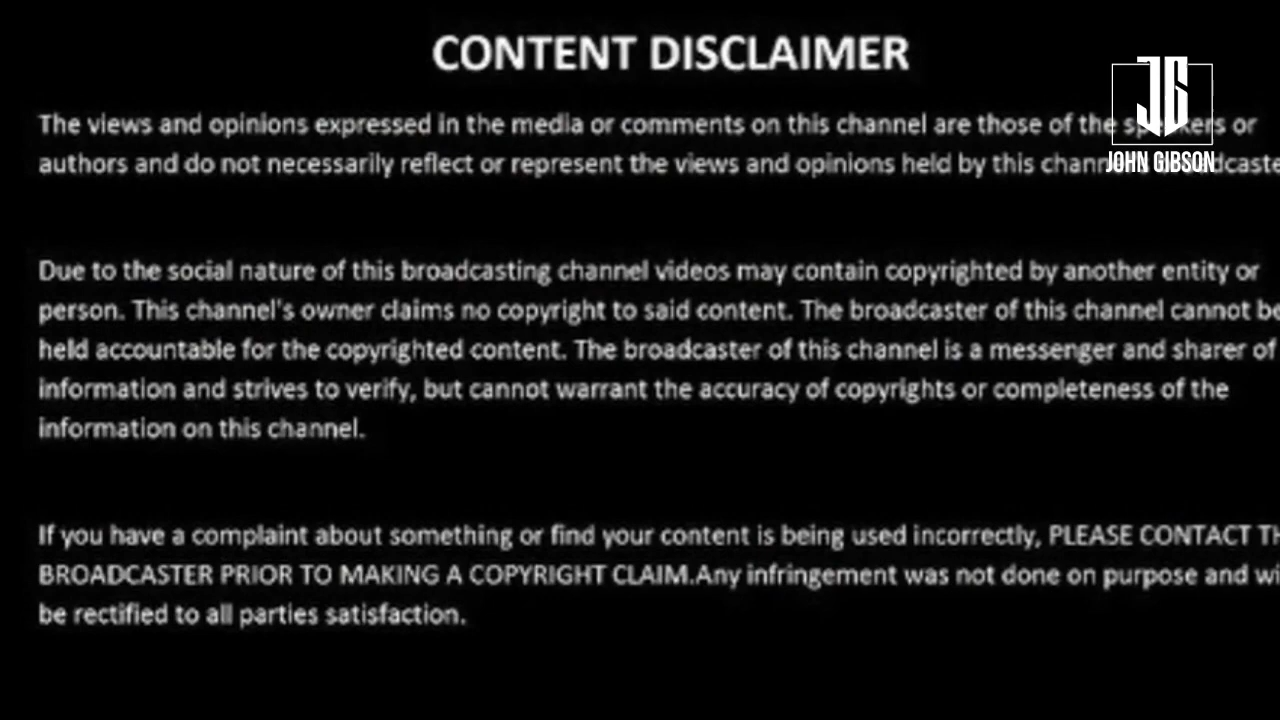 CONTENT DISCLAIMER
The views and opinions expressed in the media or comments on this channel are those of the speakers or
authors and do not necessarily reflect or represent the views and opinions held by this
JG
JOHN GIBSON
Due to the social nature of this broadcasting channel videos may contain copyrighted by another entity or
person. This channel's owner claims no copyright to said content. The broadcaster of this channel cannot be
held accountable for the copyrighted content. The broadcaster of this channel is a messenger and sharer of
information and strives to verify, but cannot warrant the accuracy of copyrights or completeness of the
information on this channel.
If you have a complaint about something or find your content is being used incorrectly, PLEASE CONTACT
BROADCASTER PRIOR TO MAKING A COPYRIGHT CLAIM.Any infringement was not done on purpose and
be rectified to all parties satisfaction.